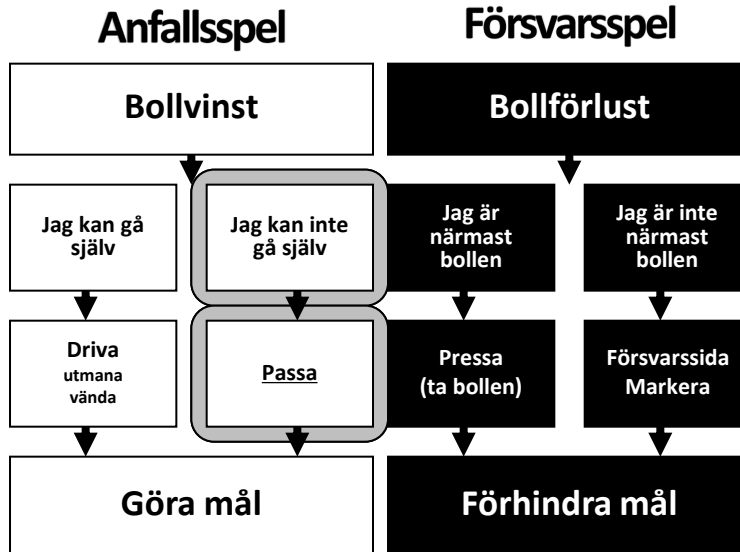 Anfallsspel
Försvarsspel
Bollvinst
Bollförlust
Jag kan gå
själv
Jag kan inte
gå själv
Jag är
närmast
bollen
Jag är inte
närmast
bollen
Driva
utmana
vända
Passa
Pressa
(ta bollen)
Försvarssida
Markera
Göra mål
Förhindra mål